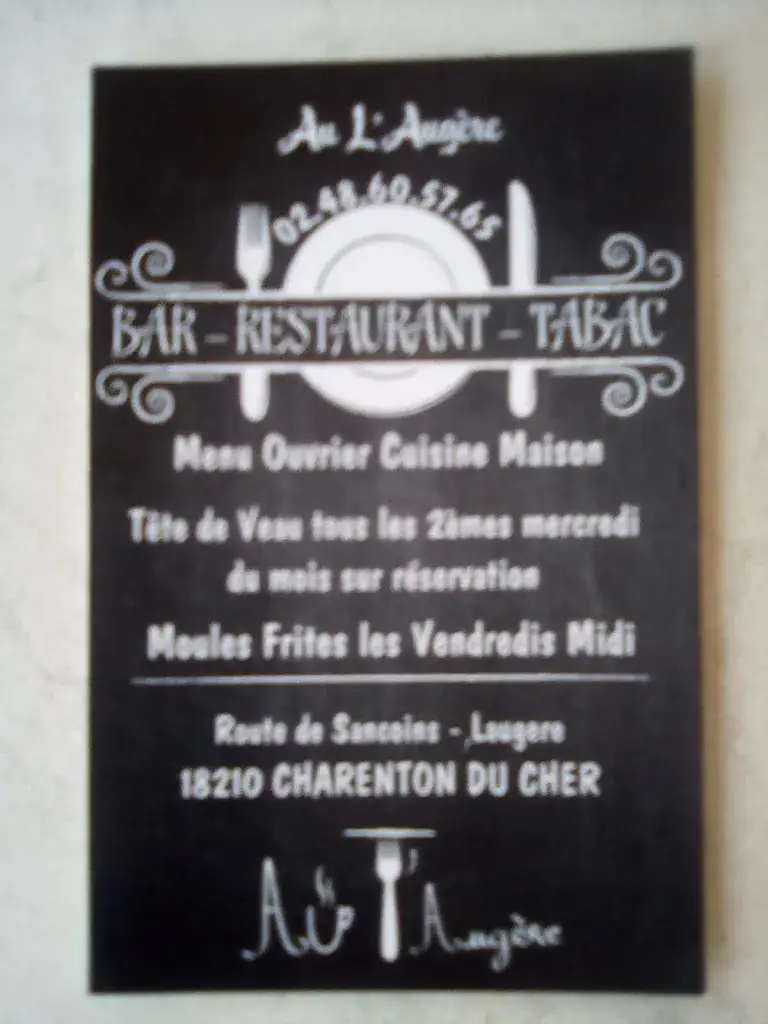 Au L'Augère
02.48.60.57.65
BAR - RESTAURANT - TABAC
Menu Ouvrier Cuisine Maison
Tête de Veau tous les 2èmes mercredi
du mois sur réservation
Moules Frites les Vendredis Midi
Route de Sancoins - Laugere
18210 CHARENTON DU CHER
Au L'Augère